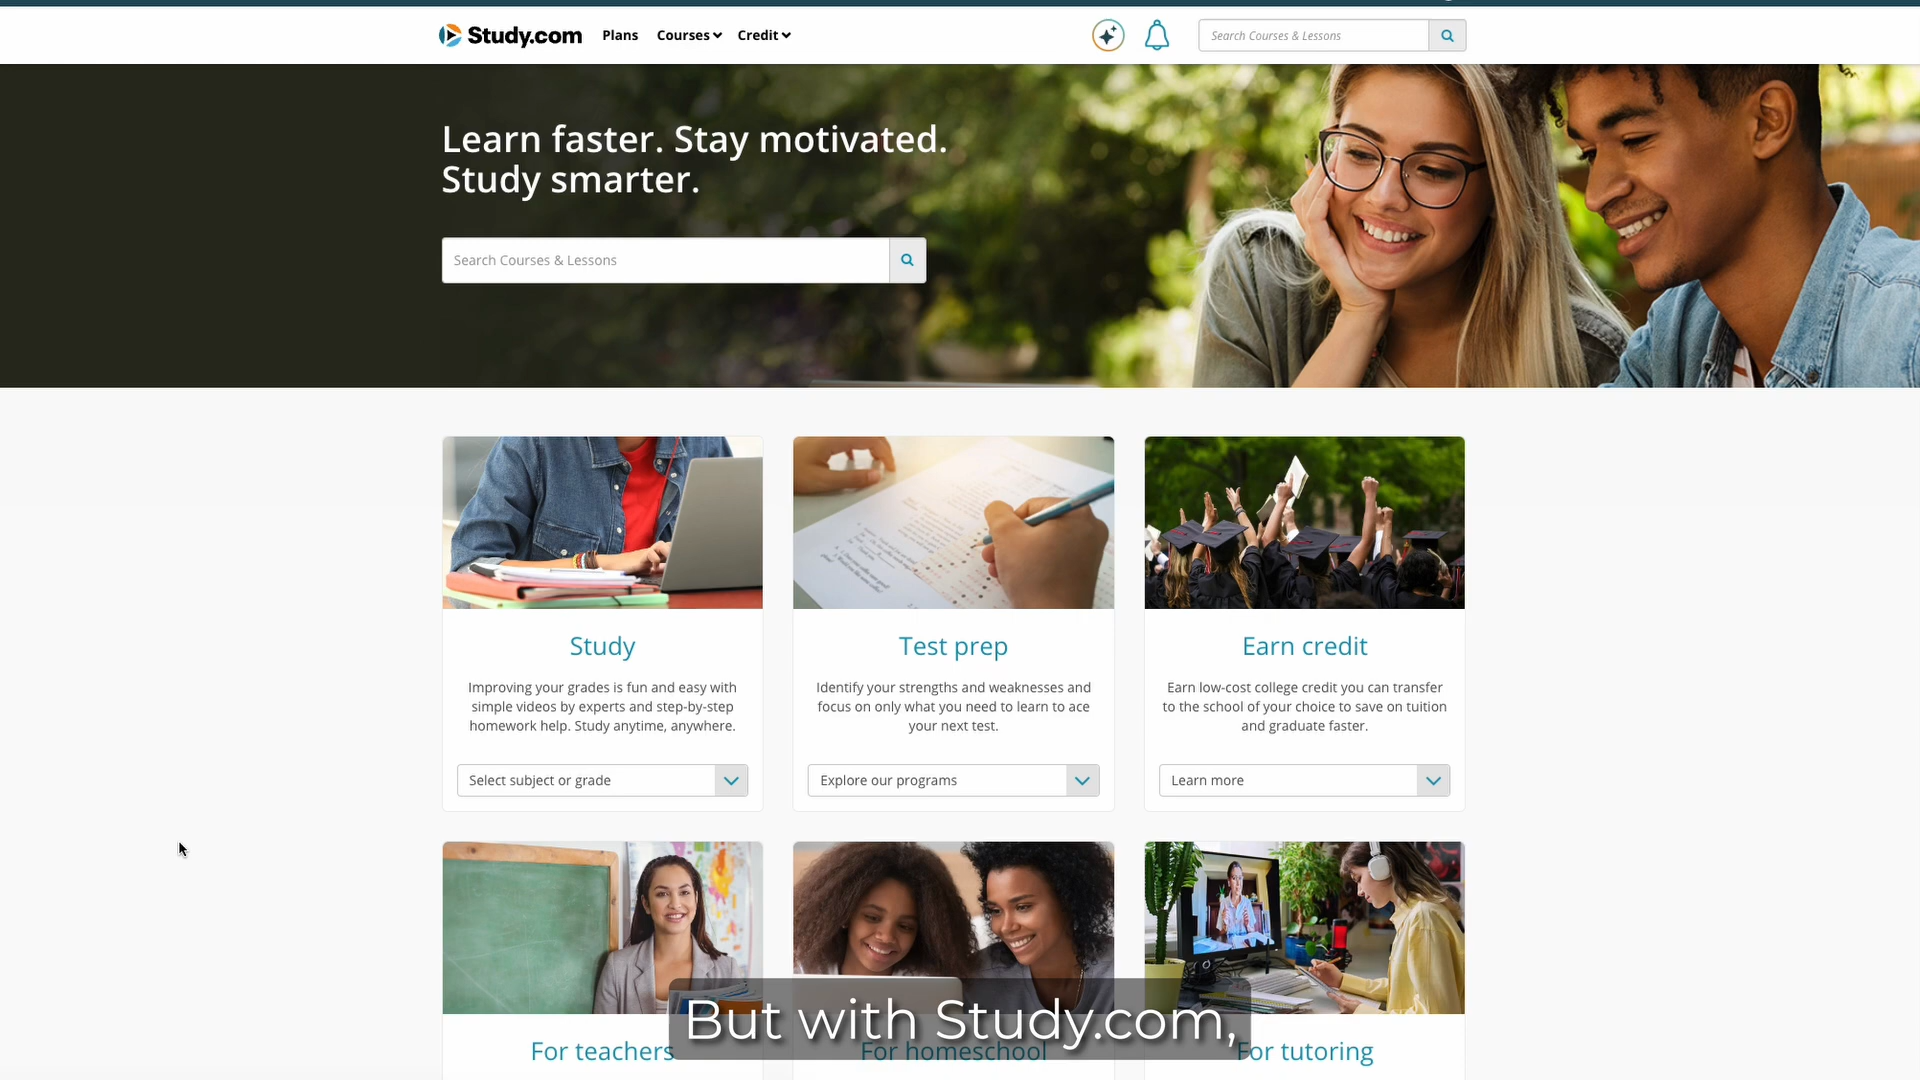 Study.com
Plans
Courses
Credit
Search Courses & Lessons
Learn faster. Stay motivated.
Study smarter.
Search Courses & Lessons
Study
Improving your grades is fun and easy with
simple videos by experts and step-by-step
homework help. Study anytime, anywhere.
Select subject or grade
Test prep
Identify your strengths and weaknesses and
focus on only what you need to learn to ace
your next test.
Explore our programs
Earn credit
Earn low-cost college credit you can transfer
to the school of your choice to save on tuition
and graduate faster.
Learn more
For teachers
For homeschool
For tutoring
But with Study.com,